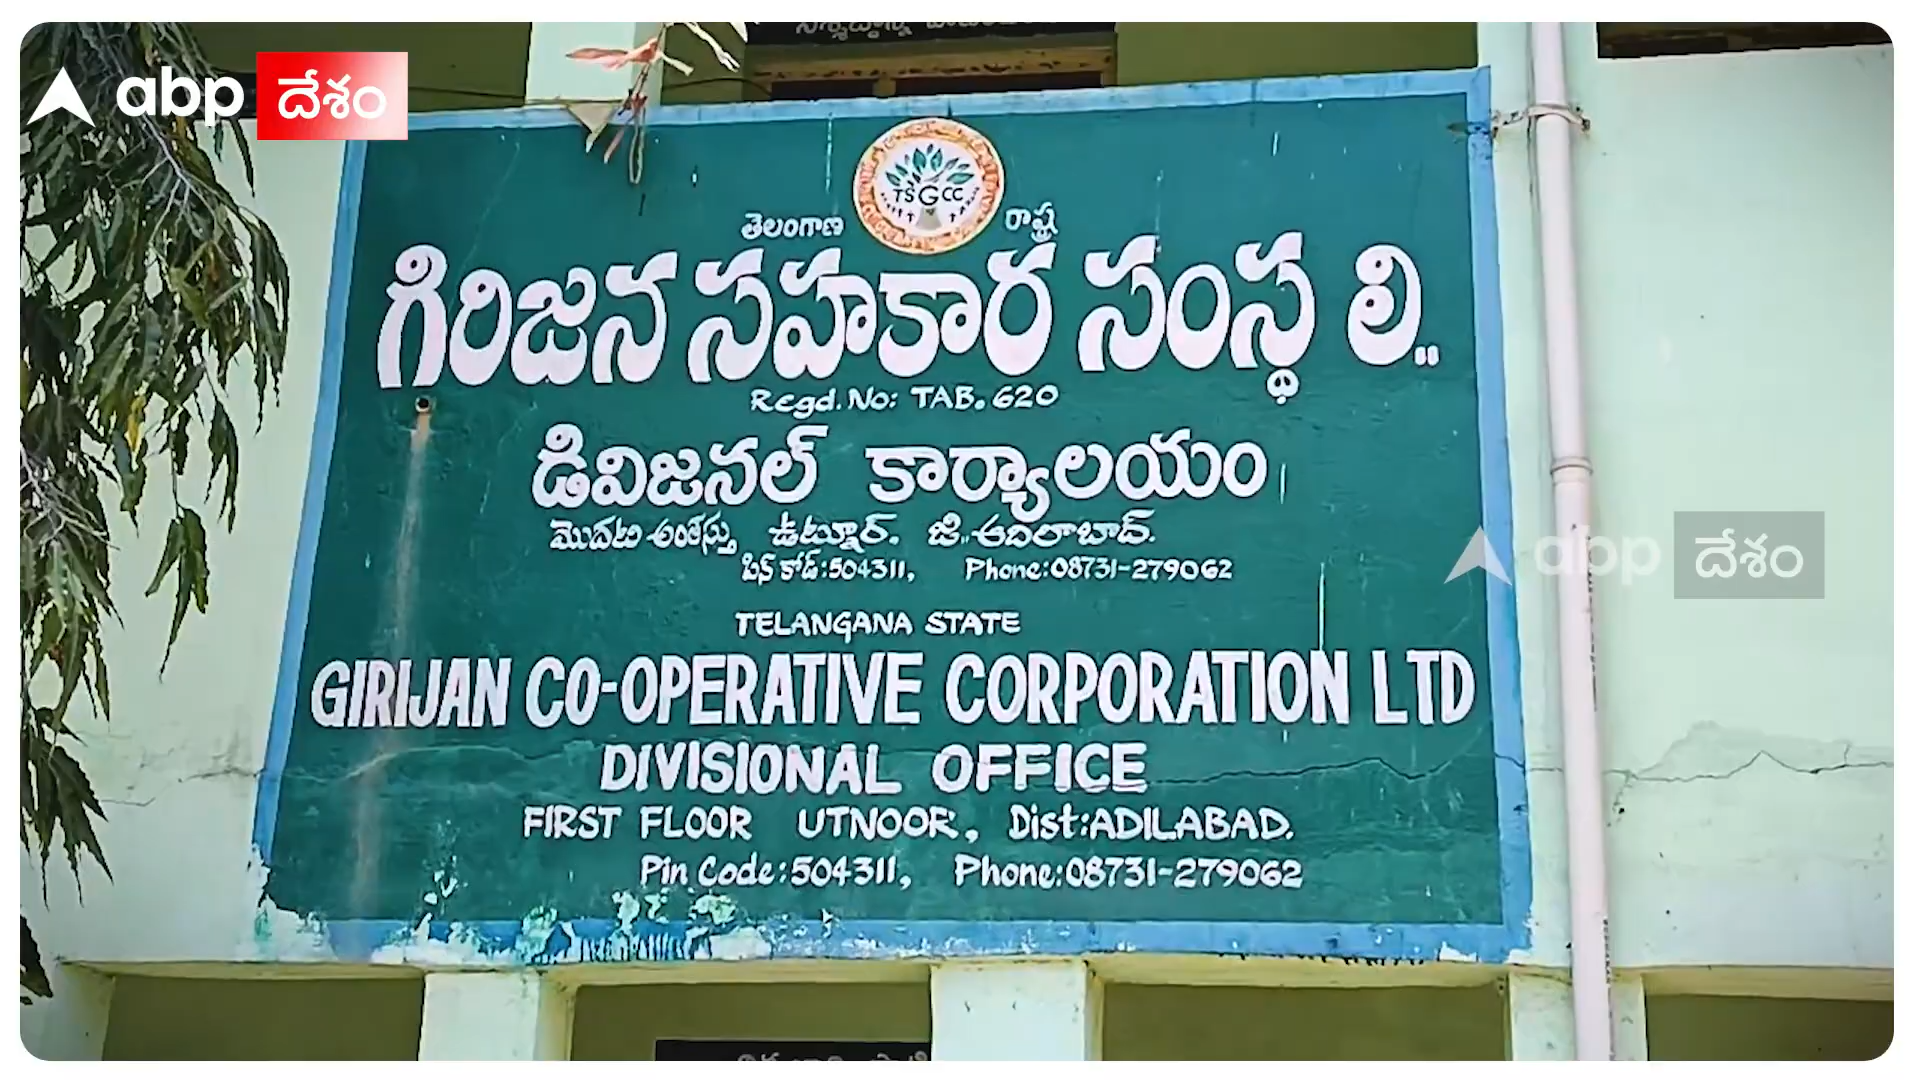 abp దేశం
TSGCC
తెలంగాణ రాష్ట్ర
గిరిజన సహకార సంస్థ లి..
Regd. No: TAB. 620
డివిజనల్ కార్యాలయం
మొదటి అంతస్తు ఉట్నూర్. జి..ఆదిలాబాద్.
పిన్ కోడ్:504311, Phone:08731-279062
abp దేశం
TELANGANA STATE
GIRIJAN CO-OPERATIVE CORPORATION LTD
DIVISIONAL OFFICE
FIRST FLOOR UTNOOR, Dist:ADILABAD.
Pin Code:504311, Phone:08731-279062